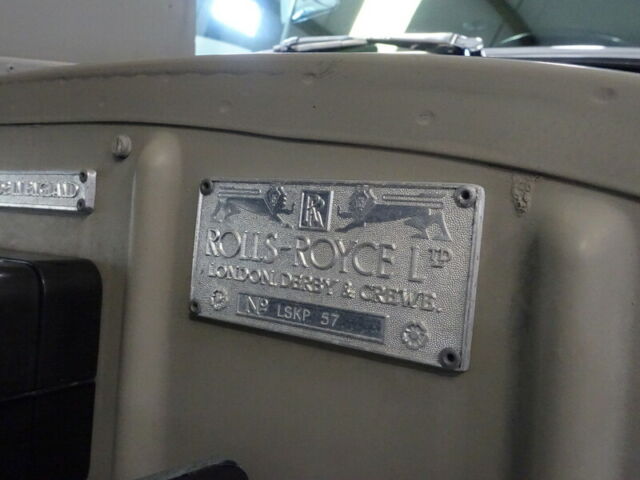 RR
ROLLS-ROYCE LTD
LONDON, DERBY & CREWE.
No LSKP 57